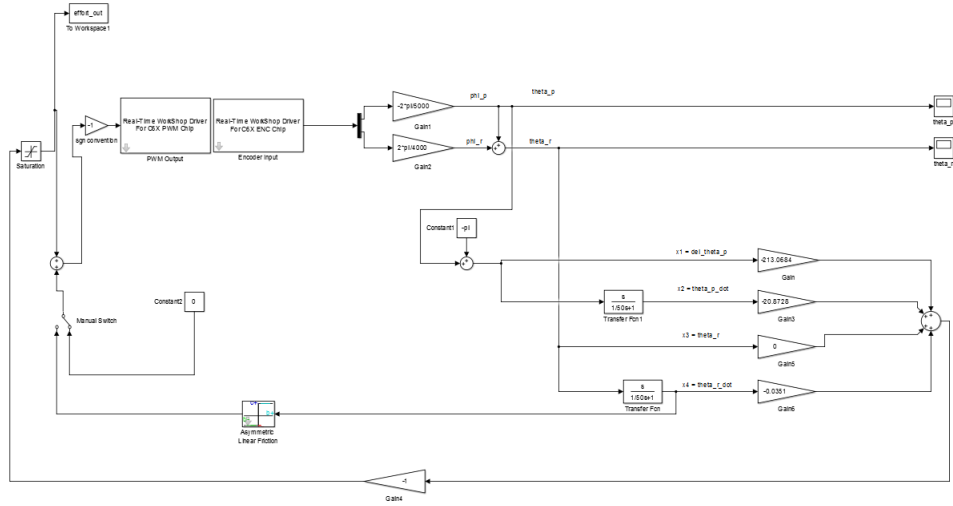 effort_out
To Workspace1
-1
sgn convention
Real-Time WorkShop Driver
For C6X PWM Chip
PWM Output
Real-Time WorkShop Driver
For C6X ENC Chip
Encoder Input
-2*pi/5000
Gain1
2*pi/4000
Gain2
phi_p
theta_p
phi_r
theta_r
theta_p
theta_r
Saturation
Constant1
-pi
x1 = del_theta_p
-213.0684
Gain
Constant2
0
Manual Switch
s
1/50s+1
Transfer Fcn1
x2 = theta_p_dot
-20.8728
Gain3
x3 = theta_r
0
Gain5
s
1/50s+1
Transfer Fcn
x4 = theta_r_dot
-0.0351
Gain6
Asymmetric
Linear Friction
-1
Gain4